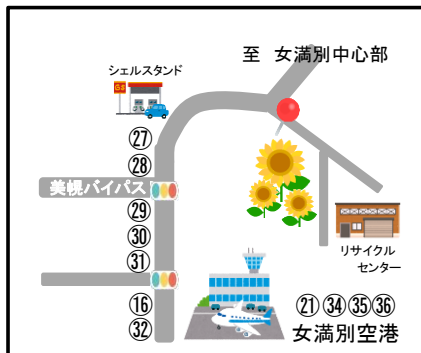 至 女満別中心部
シェルスタンド
GS
㉗
㉘
美幌バイパス
㉙
㉚
㉛
リサイクル
センター
⑯
㉜
㉑㉞㉟㊱
女満別空港